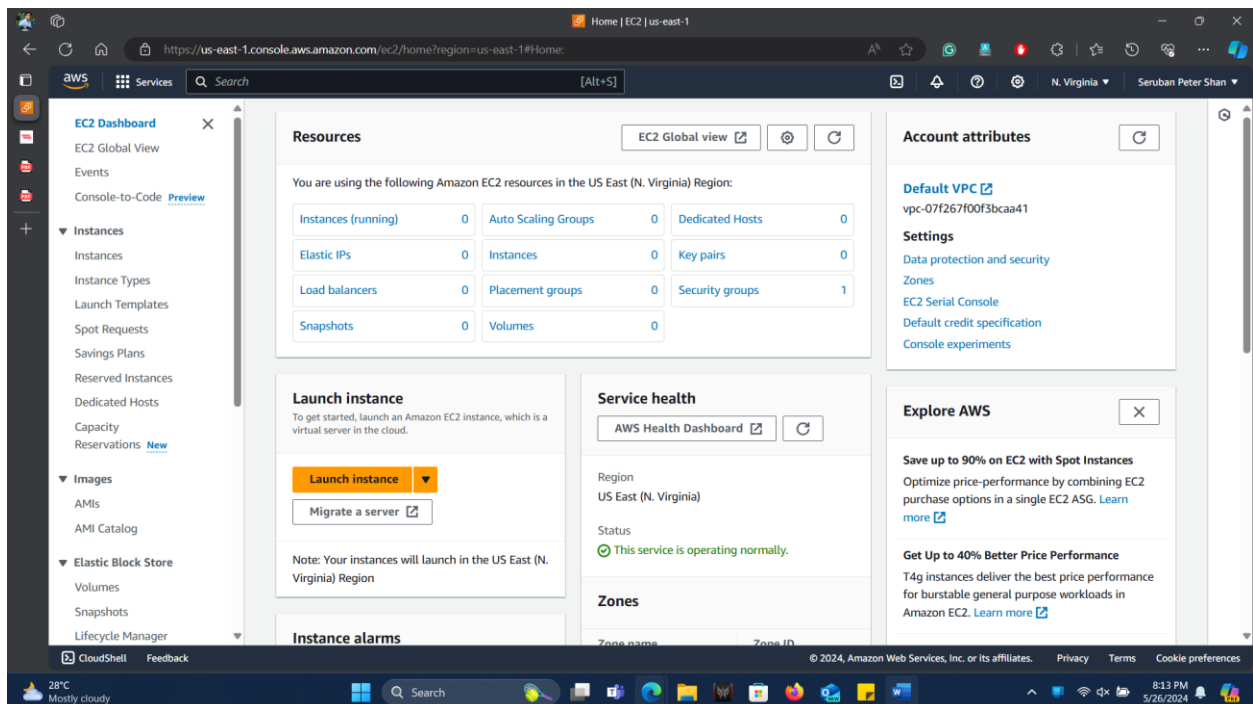 Home | EC2 | us-east-1
https://us-east-1.console.aws.amazon.com/ec2/home?region=us-east-1#Home:
aws
Services
Search
[Alt+S]
N. Virginia
Seruban Peter Shan
EC2 Dashboard
EC2 Global View
Events
Console-to-Code Preview
Instances
Instances
Instance Types
Launch Templates
Spot Requests
Savings Plans
Reserved Instances
Dedicated Hosts
Capacity
Reservations New
Images
AMIs
AMI Catalog
Elastic Block Store
Volumes
Snapshots
Lifecycle Manager
Resources
EC2 Global view
You are using the following Amazon EC2 resources in the US East (N. Virginia) Region:
Instances (running) 0
Auto Scaling Groups 0
Dedicated Hosts 0
Elastic IPs 0
Instances 0
Key pairs 0
Load balancers 0
Placement groups 0
Security groups 1
Snapshots 0
Volumes 0
Launch instance
To get started, launch an Amazon EC2 instance, which is a
virtual server in the cloud.
Launch instance
Migrate a server
Note: Your instances will launch in the US East (N.
Virginia) Region
Instance alarms
Service health
AWS Health Dashboard
Region
US East (N. Virginia)
Status
This service is operating normally.
Zones
Zone name
Zone ID
Account attributes
Default VPC
vpc-07f267f00f3bcaa41
Settings
Data protection and security
Zones
EC2 Serial Console
Default credit specification
Console experiments
Explore AWS
Save up to 90% on EC2 with Spot Instances
Optimize price-performance by combining EC2
purchase options in a single EC2 ASG. Learn
more
Get Up to 40% Better Price Performance
T4g instances deliver the best price performance
for burstable general purpose workloads in
Amazon EC2. Learn more
CloudShell
Feedback
© 2024, Amazon Web Services, Inc. or its affiliates.
Privacy
Terms
Cookie preferences
28°C
Mostly cloudy
Search
8:13 PM
5/26/2024